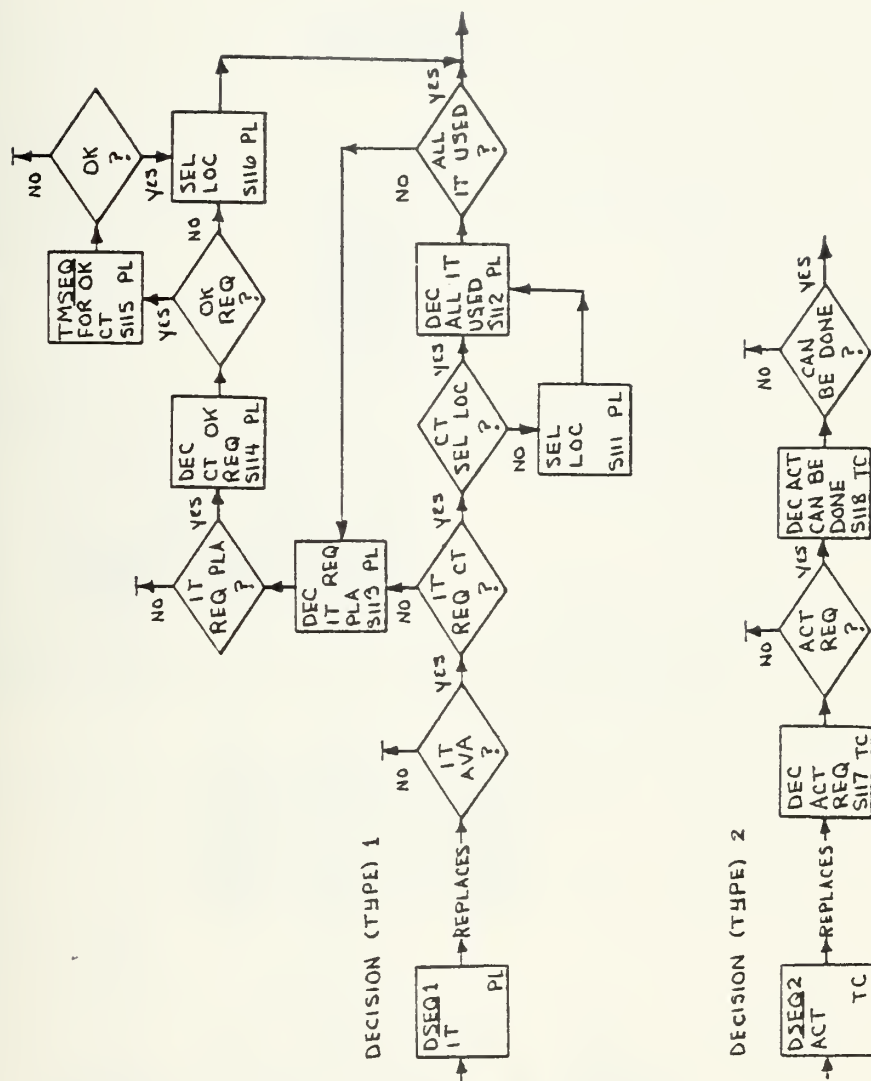 DECISION (TYPE) 1
DSEQ1
IT
PL
REPLACES
IT
AVA
?
NO
YES
IT
REQ CT
?
NO
YES
CT
SEL LOC
?
NO
YES
SEL
LOC
S111 PL
DEC
ALL IT
USED
S112 PL
ALL
IT USED
?
NO
YES
DEC
IT REQ
PLA
S113 PL
IT
REQ PLA
?
NO
YES
DEC
CT OK
REQ
S114 PL
OK
REQ
?
YES
NO
TMSEQ
FOR OK
CT
S115 PL
OK
?
NO
YES
SEL
LOC
S116 PL
DECISION (TYPE) 2
DSEQ2
ACT
TC
REPLACES
DEC
ACT
REQ
S117 TC
ACT
REQ
?
NO
YES
DEC ACT
CAN BE
DONE
S118 TC
CAN
BE DONE
?
NO
YES